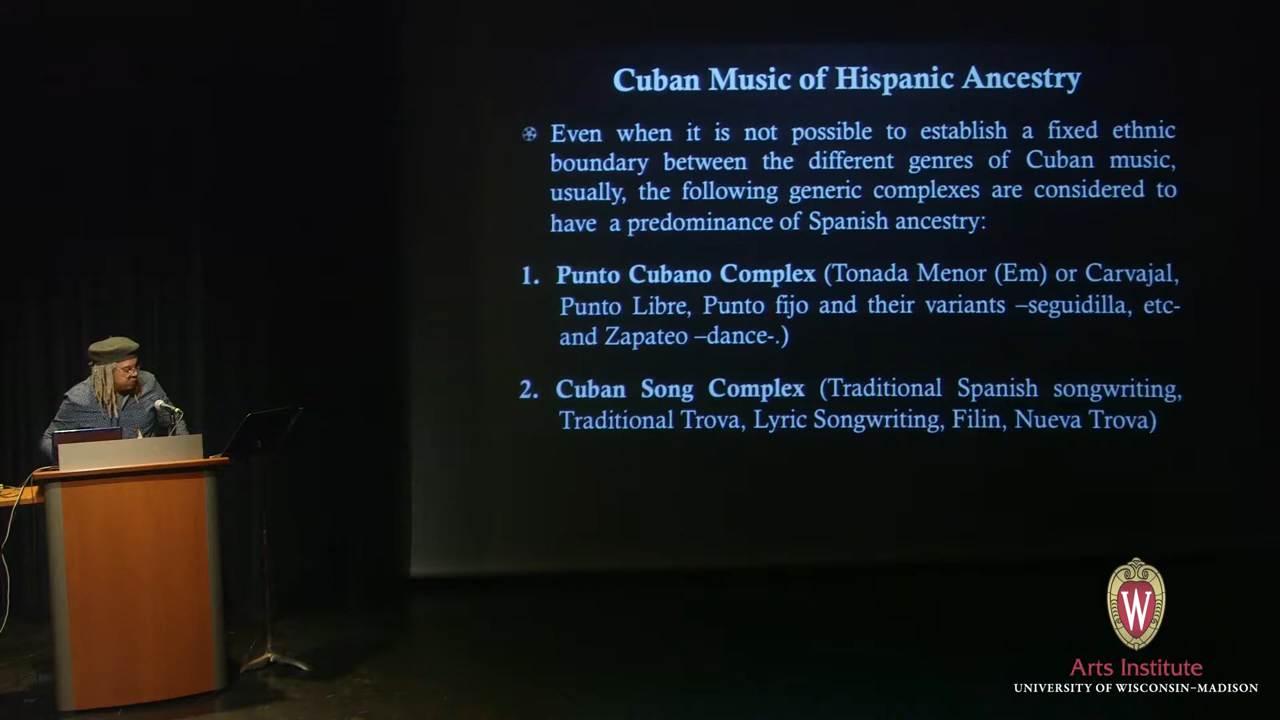 Cuban Music of Hispanic Ancestry
Even when it is not possible to establish a fixed ethnic
boundary between the different genres of Cuban music,
usually, the following generic complexes are considered to
have a predominance of Spanish ancestry:
1. Punto Cubano Complex (Tonada Menor (Em) or Carvajal,
Punto Libre, Punto fijo and their variants –seguidilla, etc-
and Zapateo –dance-.)
2. Cuban Song Complex (Traditional Spanish songwriting,
Traditional Trova, Lyric Songwriting, Filin, Nueva Trova)
W
Arts Institute
UNIVERSITY OF WISCONSIN–MADISON